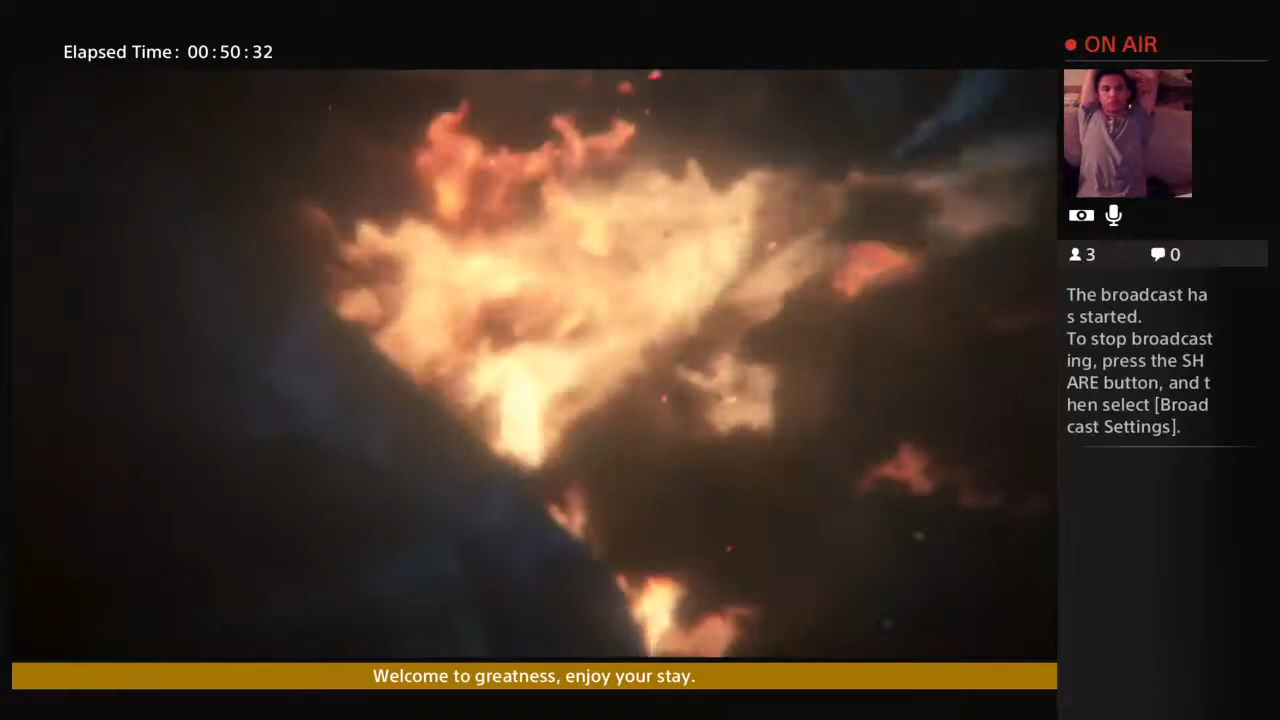 Elapsed Time: 00:50:32
ON AIR
3 0
The broadcast ha
s started.
To stop broadcast
ing, press the SH
ARE button, and t
hen select [Broad
cast Settings].
Welcome to greatness, enjoy your stay.